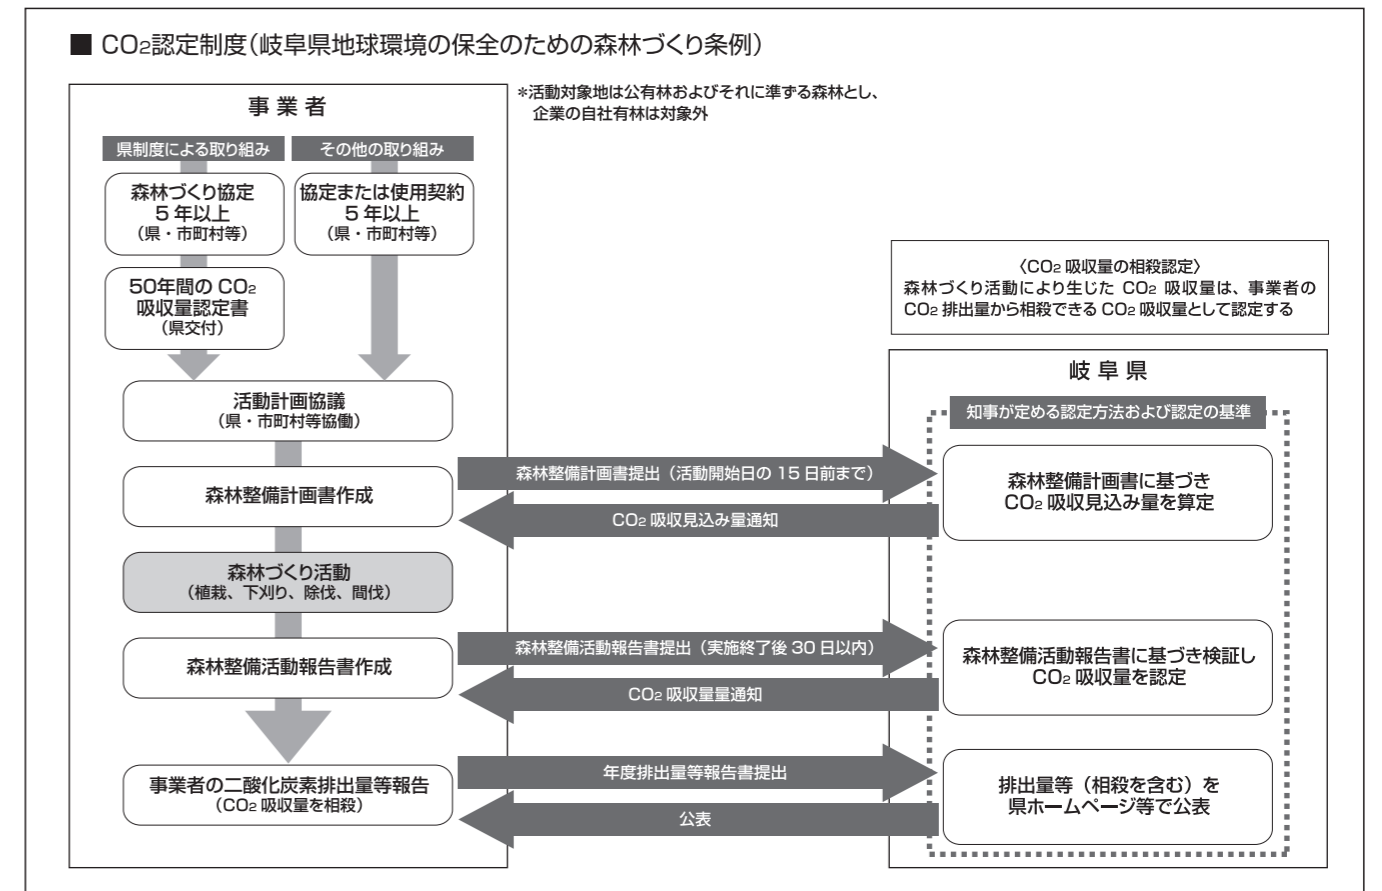 ■ CO2認定制度（岐阜県地球環境の保全のための森林づくり条例）
＊活動対象地は公有林およびそれに準ずる森林とし、
企業の自社有林は対象外
事業者
県制度による取り組み
その他の取り組み
森林づくり協定
5年以上
（県・市町村等）
協定または使用契約
5年以上
（県・市町村等）
50年間の CO2
吸収量認定書
（県交付）
活動計画協議
（県・市町村等協働）
森林整備計画書作成
森林づくり活動
（植栽、下刈り、除伐、間伐）
森林整備活動報告書作成
事業者の二酸化炭素排出量等報告
（CO2 吸収量を相殺）
森林整備計画書提出（活動開始日の 15 日前まで）
CO2 吸収見込み量通知
森林整備活動報告書提出（実施終了後 30 日以内）
CO2 吸収量量通知
年度排出量等報告書提出
公表
〈CO2 吸収量の相殺認定〉
森林づくり活動により生じた CO2 吸収量は、事業者の
CO2 排出量から相殺できる CO2 吸収量として認定する
岐阜県
知事が定める認定方法および認定の基準
森林整備計画書に基づき
CO2 吸収見込み量を算定
森林整備活動報告書に基づき検証し
CO2 吸収量を認定
排出量等（相殺を含む）を
県ホームページ等で公表